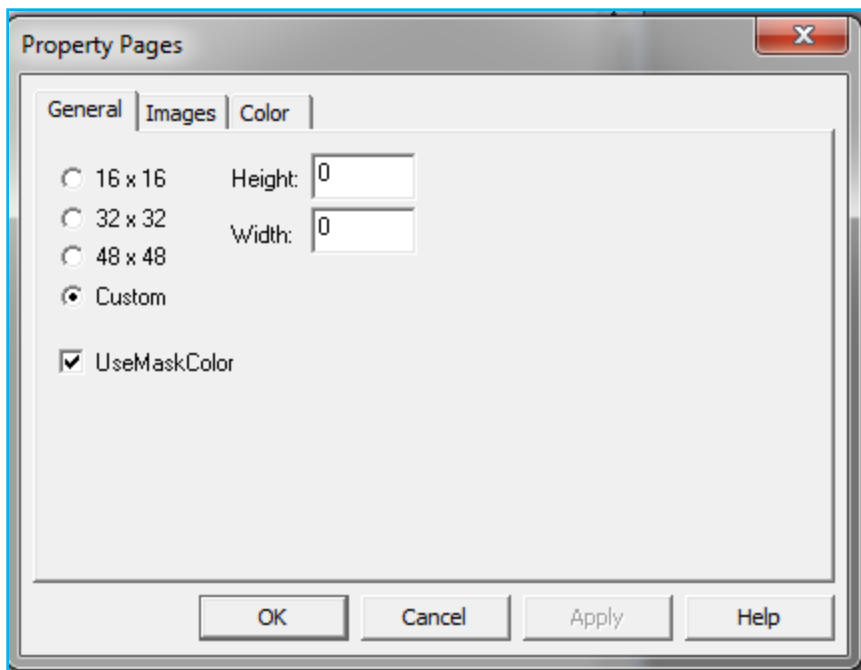 Property Pages
General Images Color
16 x 16 Height: 0
32 x 32
Width: 0
48 x 48
Custom
UseMaskColor
OK Cancel Apply Help